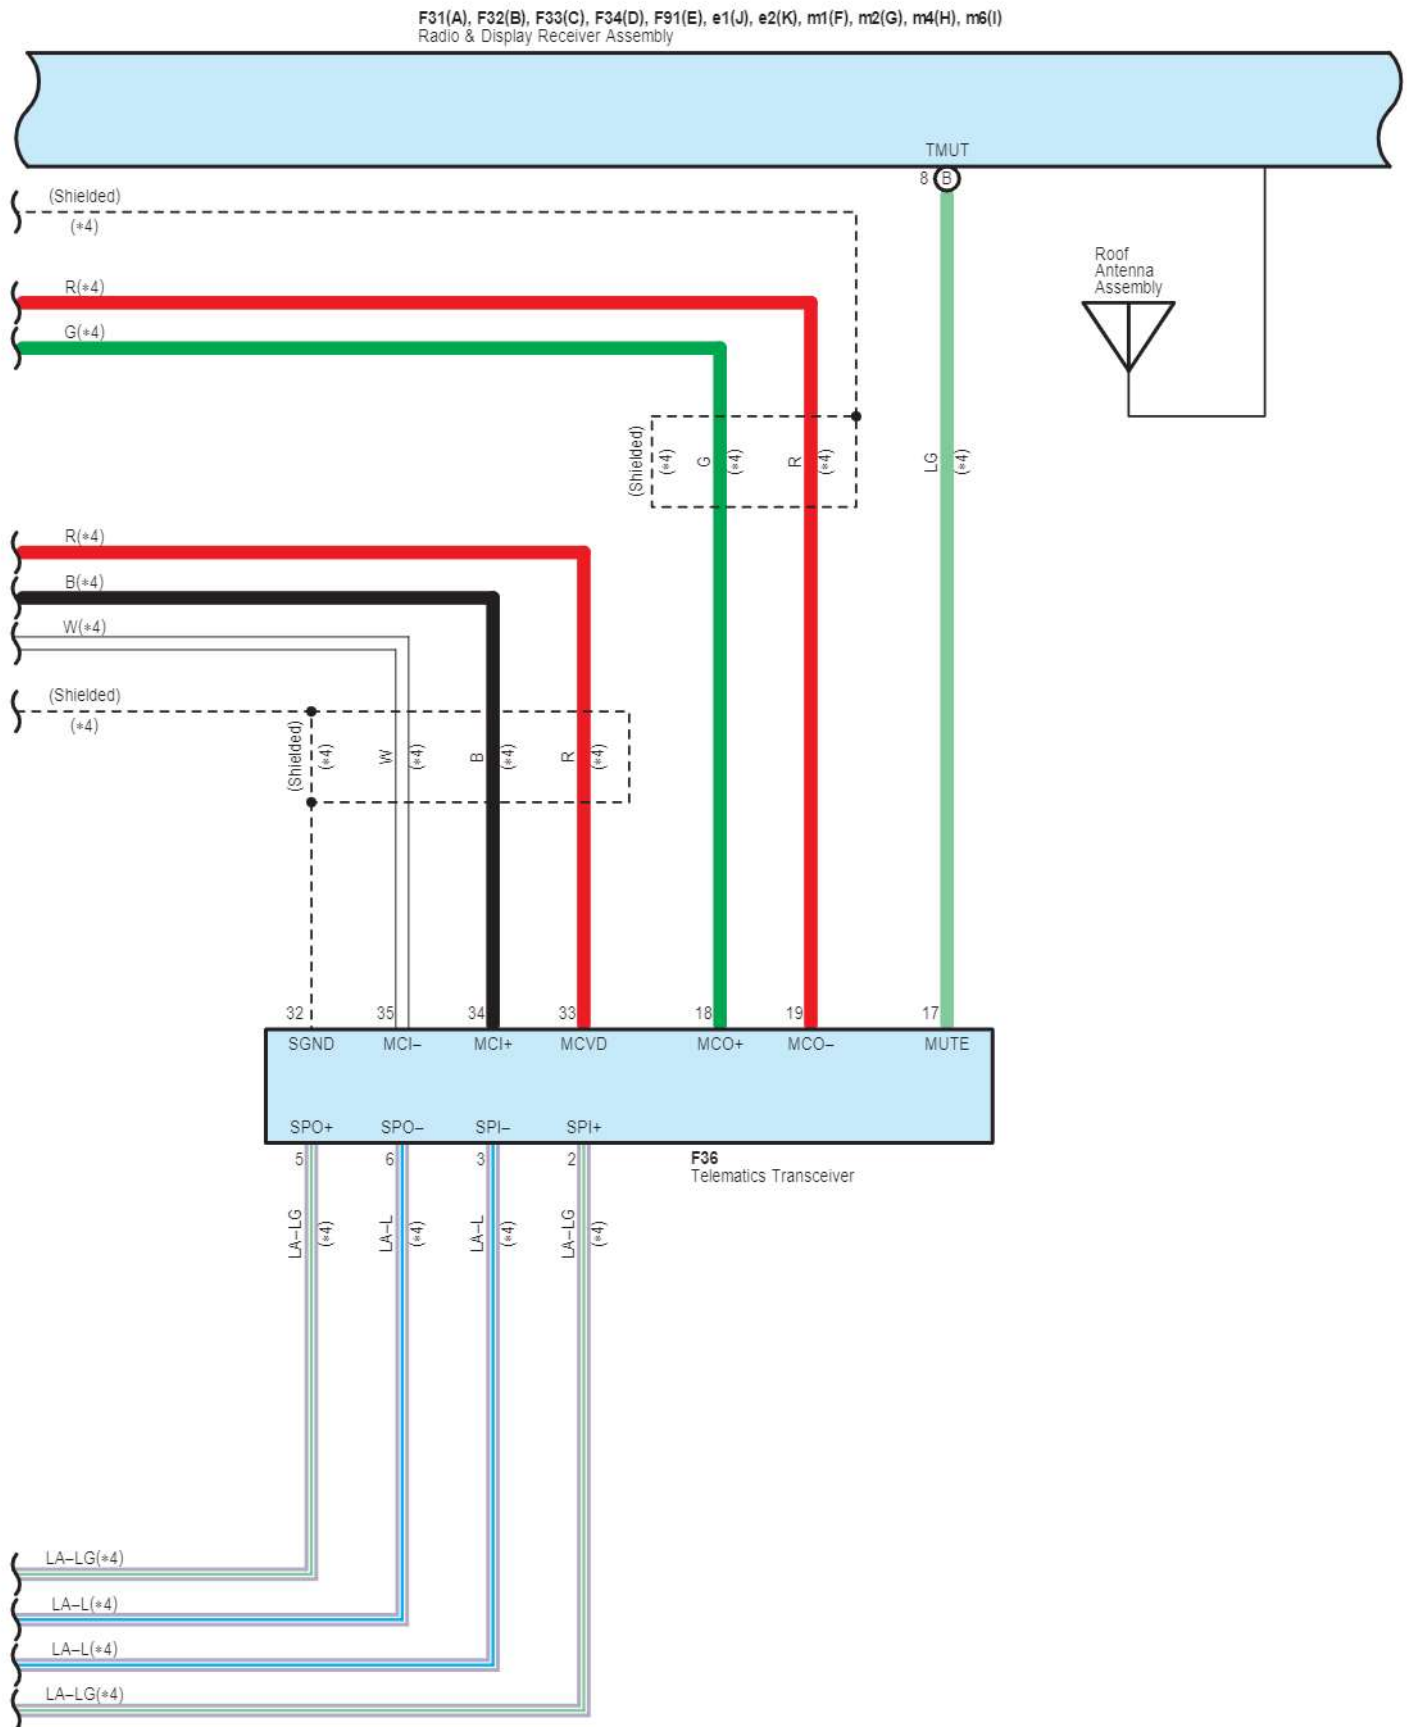 F31(A), F32(B), F33(C), F34(D), F91(E), e1(J), e2(K), m1(F), m2(G), m4(H), m6(I)
Radio & Display Receiver Assembly
TMUT
8 B
(Shielded)
(*4)
Roof
Antenna
Assembly
R(*4)
G(*4)
(Shielded)
(*4)
G
(*4)
R
(*4)
LG
(*4)
R(*4)
B(*4)
W(*4)
(Shielded)
(*4)
(Shielded)
(*4)
W
(*4)
B
(*4)
R
(*4)
32 35 34 33 18 19 17
SGND MCI– MCI+ MCVD MCO+ MCO– MUTE
SPO+ SPO– SPI– SPI+
5 6 3 2
F36
Telematics Transceiver
LA–LG
(*4)
LA–L
(*4)
LA–L
(*4)
LA–LG
(*4)
LA–LG(*4)
LA–L(*4)
LA–L(*4)
LA–LG(*4)